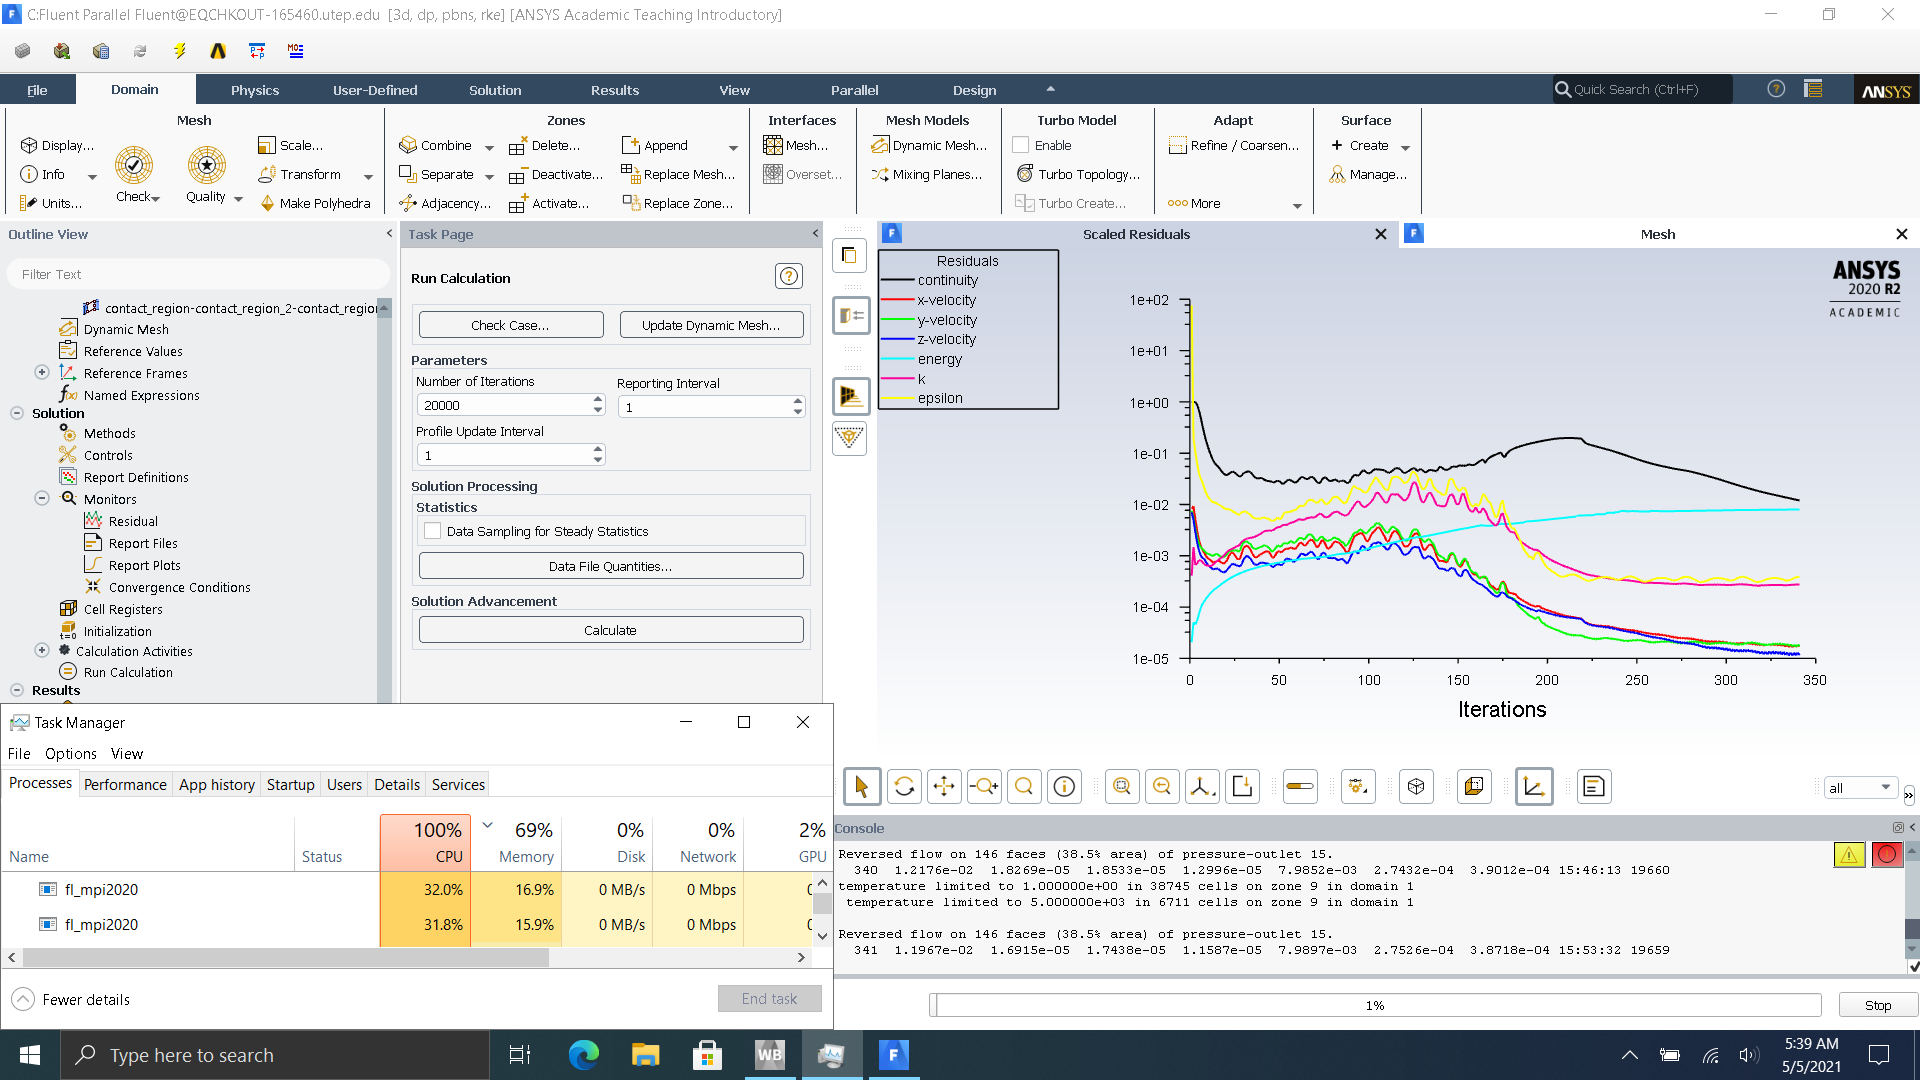 C:Fluent Parallel Fluent@EQCHKOUT-165460.utep.edu [3d, dp, pbns, rke] [ANSYS Academic Teaching Introductory]
File Domain Physics User-Defined Solution Results View Parallel Design Quick Search (Ctrl+F) ANSYS
Mesh
Display...
Info
Units...
Check
Quality
Scale...
Transform
Make Polyhedra
Zones
Combine
Separate
Adjacency...
Delete...
Deactivate...
Activate...
Append
Replace Mesh...
Replace Zone...
Interfaces
Mesh...
Overset...
Mesh Models
Dynamic Mesh...
Mixing Planes...
Turbo Model
Enable
Turbo Topology...
Turbo Create...
Adapt
Refine / Coarsen...
More
Surface
Create
Manage...
Outline View
Filter Text
contact_region-contact_region_2-contact_region
Dynamic Mesh
Reference Values
Reference Frames
Named Expressions
Solution
Methods
Controls
Report Definitions
Monitors
Residual
Report Files
Report Plots
Convergence Conditions
Cell Registers
Initialization
Calculation Activities
Run Calculation
Results
Task Page
Run Calculation
Check Case... Update Dynamic Mesh...
Parameters
Number of Iterations Reporting Interval
20000 1
Profile Update Interval
1
Solution Processing
Statistics
Data Sampling for Steady Statistics
Data File Quantities...
Solution Advancement
Calculate
Scaled Residuals
Mesh
Residuals
continuity
x-velocity
y-velocity
z-velocity
energy
k
epsilon
ANSYS
2020 R2
ACADEMIC
1e+02
1e+01
1e+00
1e-01
1e-02
1e-03
1e-04
1e-05
0 50 100 150 200 250 300 350
Iterations
all
Console
Reversed flow on 146 faces (38.5% area) of pressure-outlet 15.
340 1.2176e-02 1.8269e-05 1.8533e-05 1.2996e-05 7.9852e-03 2.7432e-04 3.9012e-04 15:46:13 19660
temperature limited to 1.000000e+00 in 38745 cells on zone 9 in domain 1
temperature limited to 5.000000e+03 in 6711 cells on zone 9 in domain 1
Reversed flow on 146 faces (38.5% area) of pressure-outlet 15.
341 1.1967e-02 1.6915e-05 1.7438e-05 1.1587e-05 7.9897e-03 2.7526e-04 3.8718e-04 15:53:32 19659
1%
Stop
Task Manager
File Options View
Processes Performance App history Startup Users Details Services
100% 69% 0% 0% 2%
Name Status CPU Memory Disk Network GPU
fl_mpi2020 32.0% 16.9% 0 MB/s 0 Mbps
fl_mpi2020 31.8% 15.9% 0 MB/s 0 Mbps
Fewer details
End task
Type here to search
WB
5:39 AM
5/5/2021